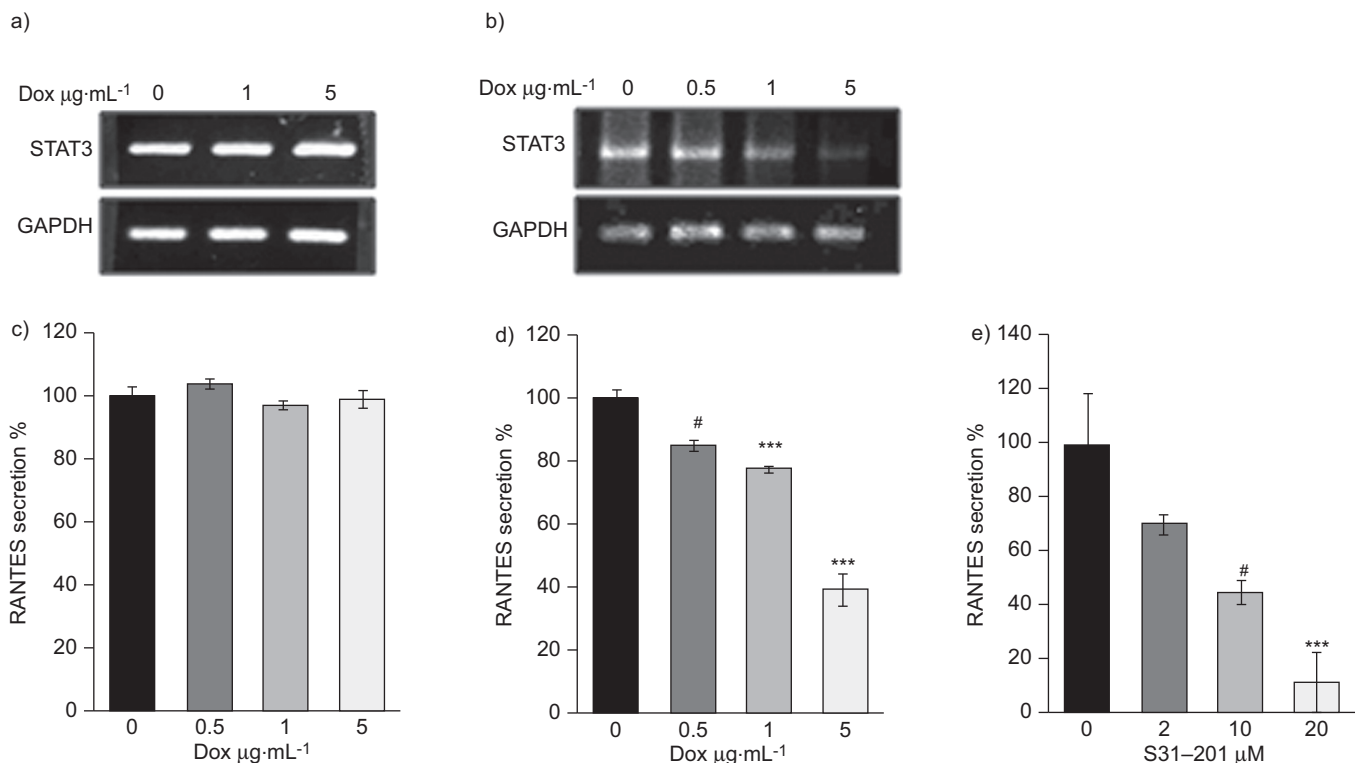 a)
Dox µg·mL-1 0 1 5
STAT3
GAPDH
b)
Dox µg·mL-1 0 0.5 1 5
STAT3
GAPDH
c)
120
100
80
60
40
20
0
RANTES secretion %
0 0.5 1 5
Dox µg·mL-1
d)
120
100
80
60
40
20
0
RANTES secretion %
#
***
***
0 0.5 1 5
Dox µg·mL-1
e)
140
120
100
80
60
40
20
0
RANTES secretion %
#
***
0 2 10 20
S31–201 µM